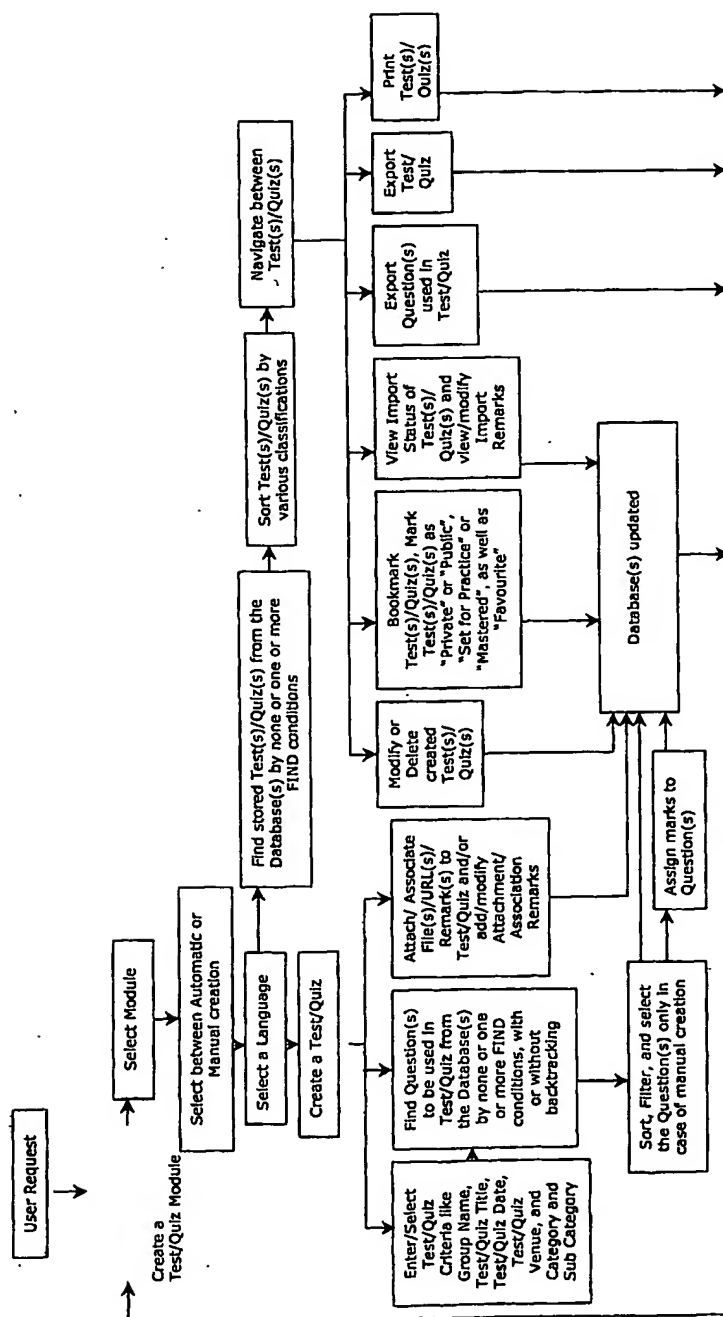 User Request
Create a
Test/Quiz Module
Select Module
Select between Automatic or
Manual creation
Select a Language
Create a Test/Quiz
Find stored Test(s)/Quiz(s) from the
Database(s) by none or one or more
FIND conditions
Sort Test(s)/Quiz(s) by
various classifications
Navigate between
Test(s)/Quiz(s)
Enter/Select
Test/Quiz
Criteria like
Group Name,
Test/Quiz Title,
Test/Quiz Date,
Test/Quiz
Venue, and
Category and
Sub Category
Find Question(s)
to be used in
Test/Quiz from
the Database(s)
by none or one
or more FIND
conditions, with
or without
backtracking
Attach/ Associate
File(s)/URL(s)/
Remark(s) to
Test/Quiz and/or
add/modify
Attachment/
Association
Remarks
Modify or
Delete
created
Test(s)/
Quiz(s)
Bookmark
Test(s)/Quiz(s), Mark
Test(s)/Quiz(s) as
"Private" or "Public",
"Set for Practice" or
"Mastered", as well as
"Favourite"
View Import
Status of
Test(s)/
Quiz(s) and
view/modify
Import
Remarks
Export
Question(s)
used in
Test/Quiz
Export
Test/
Quiz
Print
Test(s)/
Quiz(s)
Sort, Filter, and select
the Question(s) only in
case of manual creation
Assign marks to
Question(s)
Database(s) updated